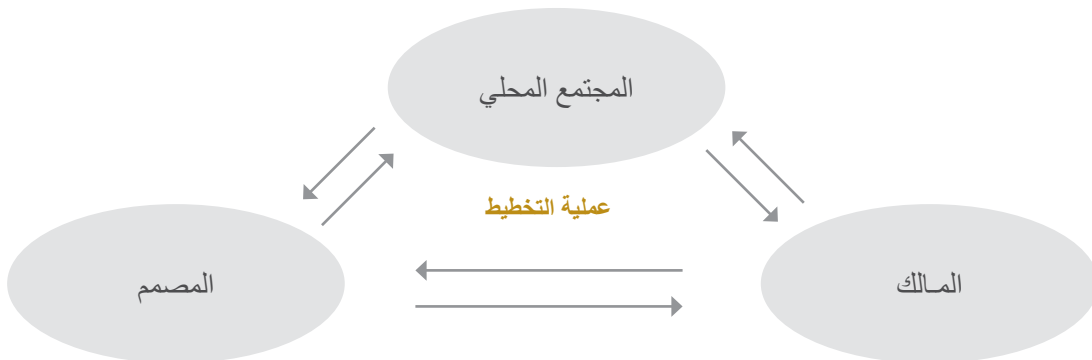 المجتمع المحلي
عملية التخطيط
المـالك
المصمم